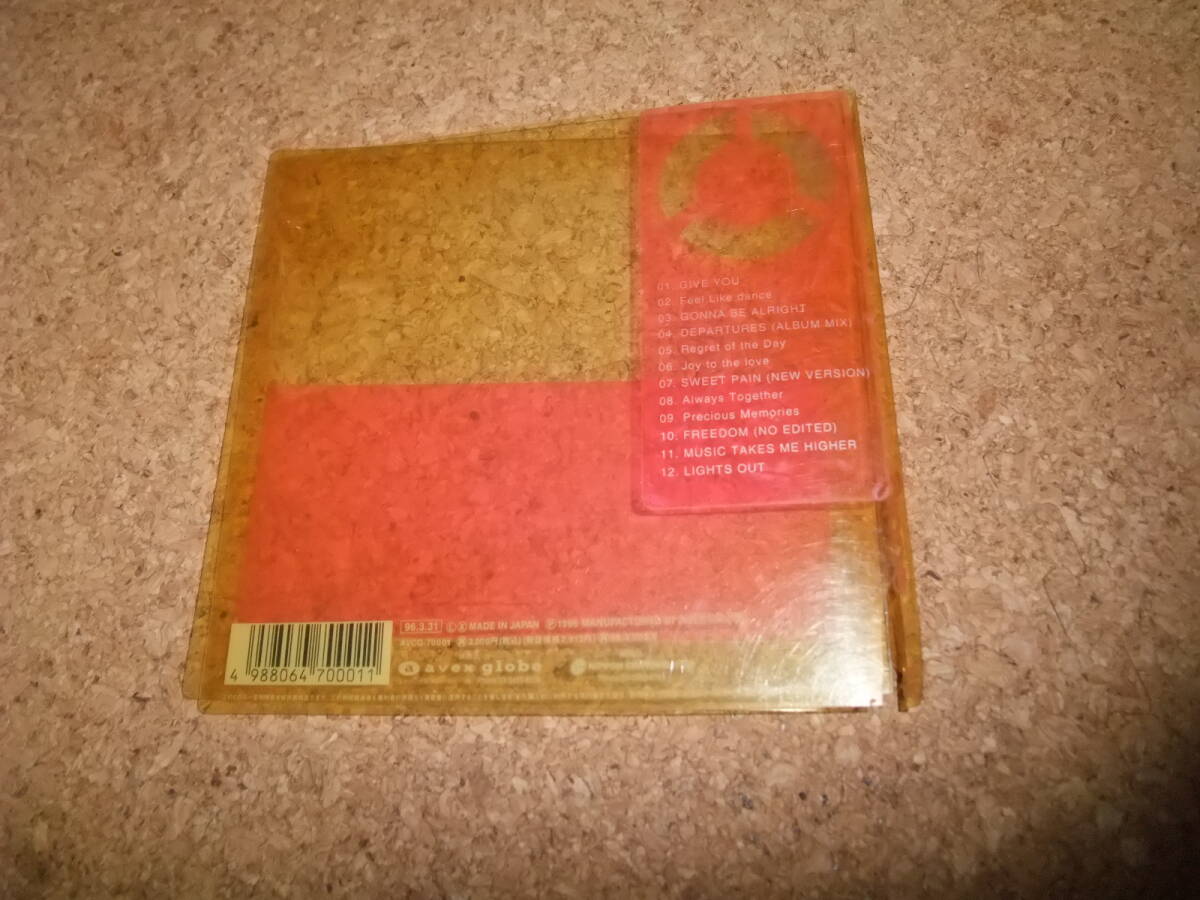 01. GIVE YOU
02. Feel Like dance
03. GONNA BE ALRIGHT
04. DEPARTURES (ALBUM MIX)
05. Regret of the Day
06. Joy to the love
07. SWEET PAIN (NEW VERSION)
08. Always Together
09. Precious Memories
10. FREEDOM (NO EDITED)
11. MUSIC TAKES ME HIGHER
12. LIGHTS OUT
96.3.31 MADE IN JAPAN Ⓟ1996 MANUFACTURED BY
avex globe
4 988064 700011